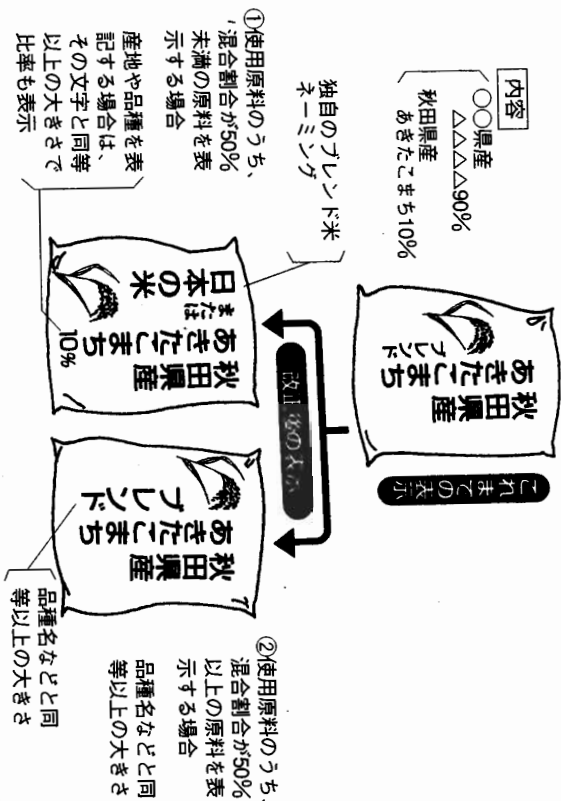 これまでの表示
秋田県産
あきたこまち
ブレンド
内容
○○県産
△△△△90%
秋田県産
あきたこまち10%
改正後の表示
独自のブレンド米
ネーミング
①使用原料のうち、
混合割合が50%
未満の原料を表
示する場合
産地や品種を表
記する場合は、
その文字と同等
以上の大きさで
比率も表示
秋田県産
あきたこまち
10%
または
日本の米
②使用原料のうち、
混合割合が50%
以上の原料を表
示する場合
品種名などと同
等以上の大きさ
秋田県産
あきたこまち
ブレンド
品種名などと同
等以上の大きさ